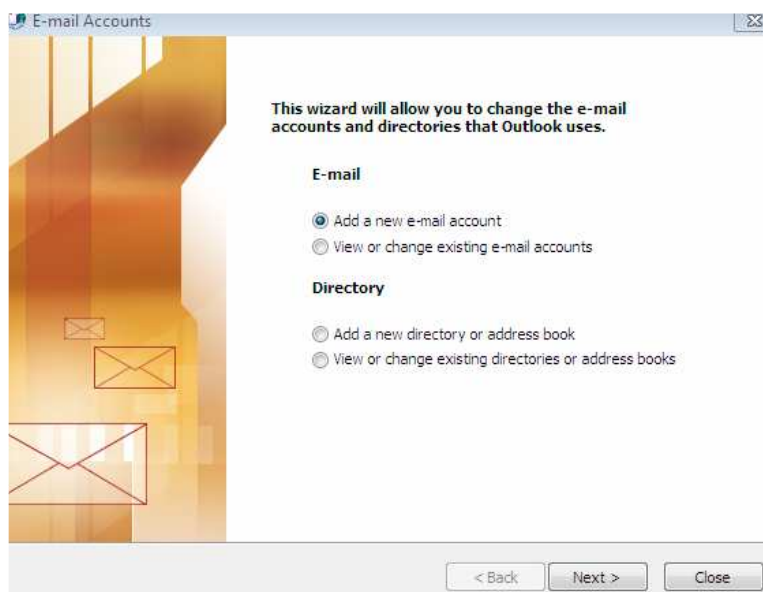 E-mail Accounts
This wizard will allow you to change the e-mail
accounts and directories that Outlook uses.
E-mail
Add a new e-mail account
View or change existing e-mail accounts
Directory
Add a new directory or address book
View or change existing directories or address books
< Back Next > Close